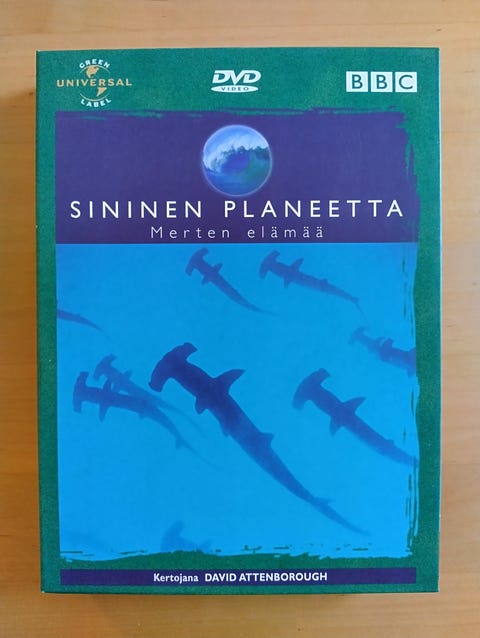 GREEN
UNIVERSAL
LABEL
DVD
VIDEO
BBC
SININEN PLANEETTA
Merten elämää
Kertojana DAVID ATTENBOROUGH